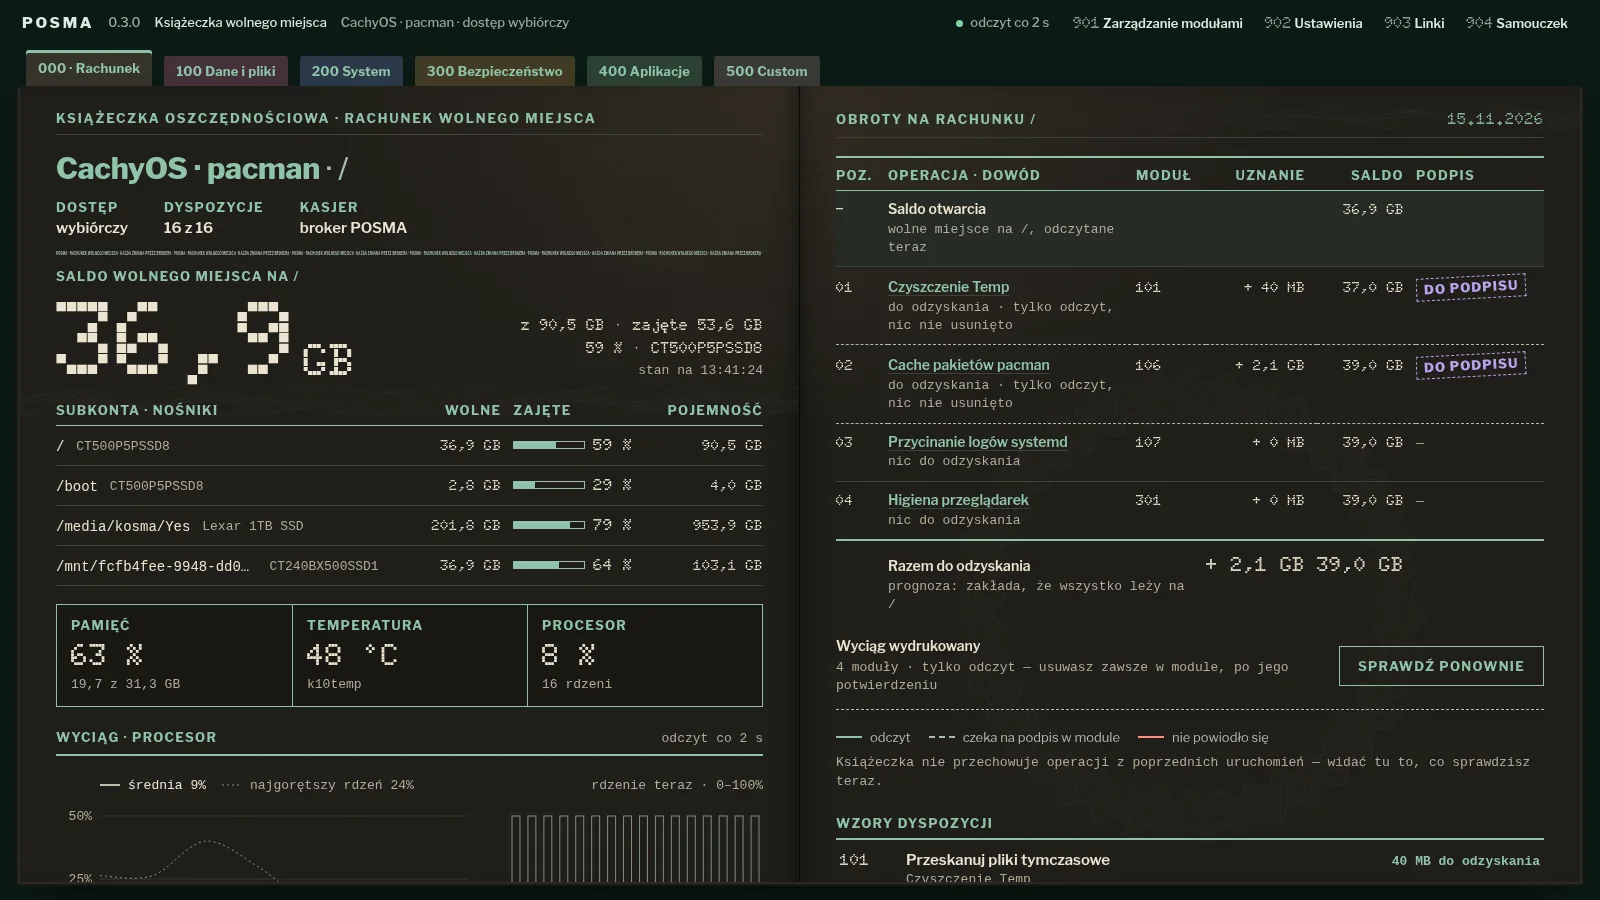 POSMA 0.3.0 Książeczka wolnego miejsca CachyOS · pacman · dostęp wybiórczy
odczyt co 2 s 901 Zarządzanie modułami 902 Ustawienia 903 Linki 904 Samouczek
000 · Rachunek 100 Dane i pliki 200 System 300 Bezpieczeństwo 400 Aplikacje 500 Custom
KSIĄŻECZKA OSZCZĘDNOŚCIOWA · RACHUNEK WOLNEGO MIEJSCA
CachyOS · pacman · /
DOSTĘP DYSPOZYCJE KASJER
wybiórczy 16 z 16 broker POSMA
SALDO WOLNEGO MIEJSCA NA /
36,9 GB
z 90,5 GB · zajęte 53,6 GB
59 % · CT500P5PSSD8
stan na 13:41:24
SUBKONTA · NOŚNIKI WOLNE ZAJĘTE POJEMNOŚĆ
/ CT500P5PSSD8 36,9 GB 59 % 90,5 GB
/boot CT500P5PSSD8 2,8 GB 29 % 4,0 GB
/media/kosma/Yes Lexar 1TB SSD 201,8 GB 79 % 953,9 GB
/mnt/fcfb4fee-9948-dd0… CT240BX500SSD1 36,9 GB 64 % 103,1 GB
PAMIĘĆ TEMPERATURA PROCESOR
63 % 48 °C 8 %
19,7 z 31,3 GB k10temp 16 rdzeni
WYCIĄG · PROCESOR odczyt co 2 s
średnia 9% najgorętszy rdzeń 24% rdzenie teraz · 0–100%
50%
25%
OBROTY NA RACHUNKU / 15.11.2026
POZ. OPERACJA · DOWÓD MODUŁ UZNANIE SALDO PODPIS
— Saldo otwarcia 36,9 GB
wolne miejsce na /, odczytane
teraz
01 Czyszczenie Temp 101 + 40 MB 37,0 GB DO PODPISU
do odzyskania · tylko odczyt,
nic nie usunięto
02 Cache pakietów pacman 106 + 2,1 GB 39,0 GB DO PODPISU
do odzyskania · tylko odczyt,
nic nie usunięto
03 Przycinanie logów systemd 107 + 0 MB 39,0 GB —
nic do odzyskania
04 Higiena przeglądarek 301 + 0 MB 39,0 GB —
nic do odzyskania
Razem do odzyskania + 2,1 GB 39,0 GB
prognoza: zakłada, że wszystko leży na
/
Wyciąg wydrukowany
4 moduły · tylko odczyt — usuwasz zawsze w module, po jego
potwierdzeniu
SPRAWDŹ PONOWNIE
odczyt czeka na podpis w module nie powiodło się
Książeczka nie przechowuje operacji z poprzednich uruchomień — widać tu to, co sprawdzisz
teraz.
WZORY DYSPOZYCJI
101 Przeskanuj pliki tymczasowe 40 MB do odzyskania
Czyszczenie Temp